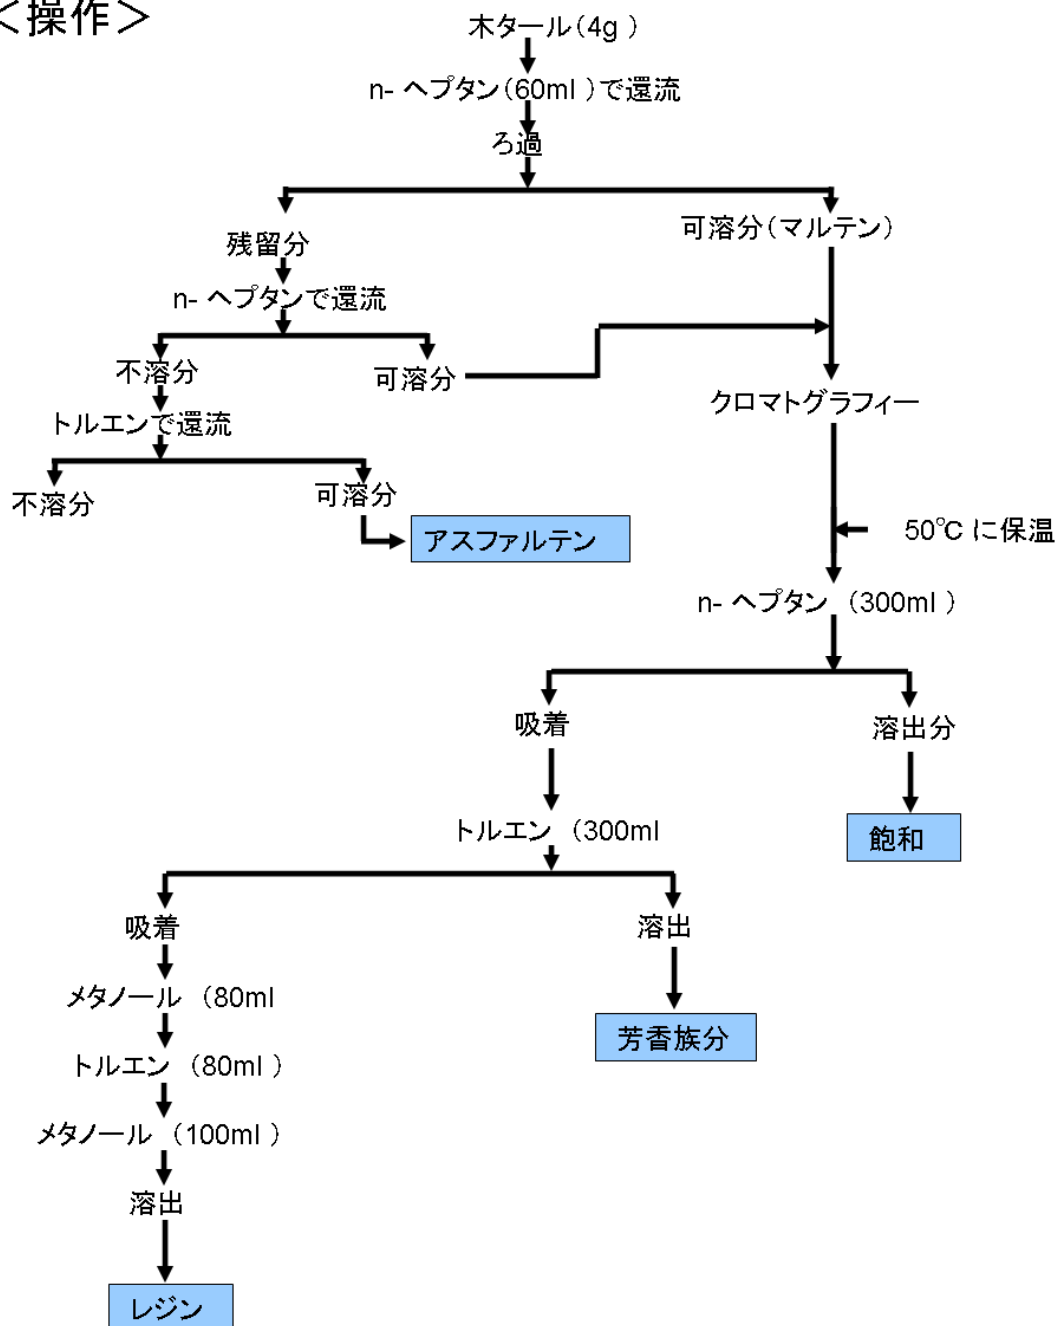 <操作>
木タール(4g )
n- ヘプタン(60ml )で還流
ろ過
残留分
可溶分(マルテン)
n- ヘプタンで還流
不溶分
可溶分
クロマトグラフィー
トルエンで還流
不溶分
可溶分
アスファルテン
50℃ に保温
n- ヘプタン (300ml )
吸着
溶出分
トルエン (300ml
飽和
吸着
溶出
メタノール (80ml
芳香族分
トルエン (80ml )
メタノール (100ml )
溶出
レジン